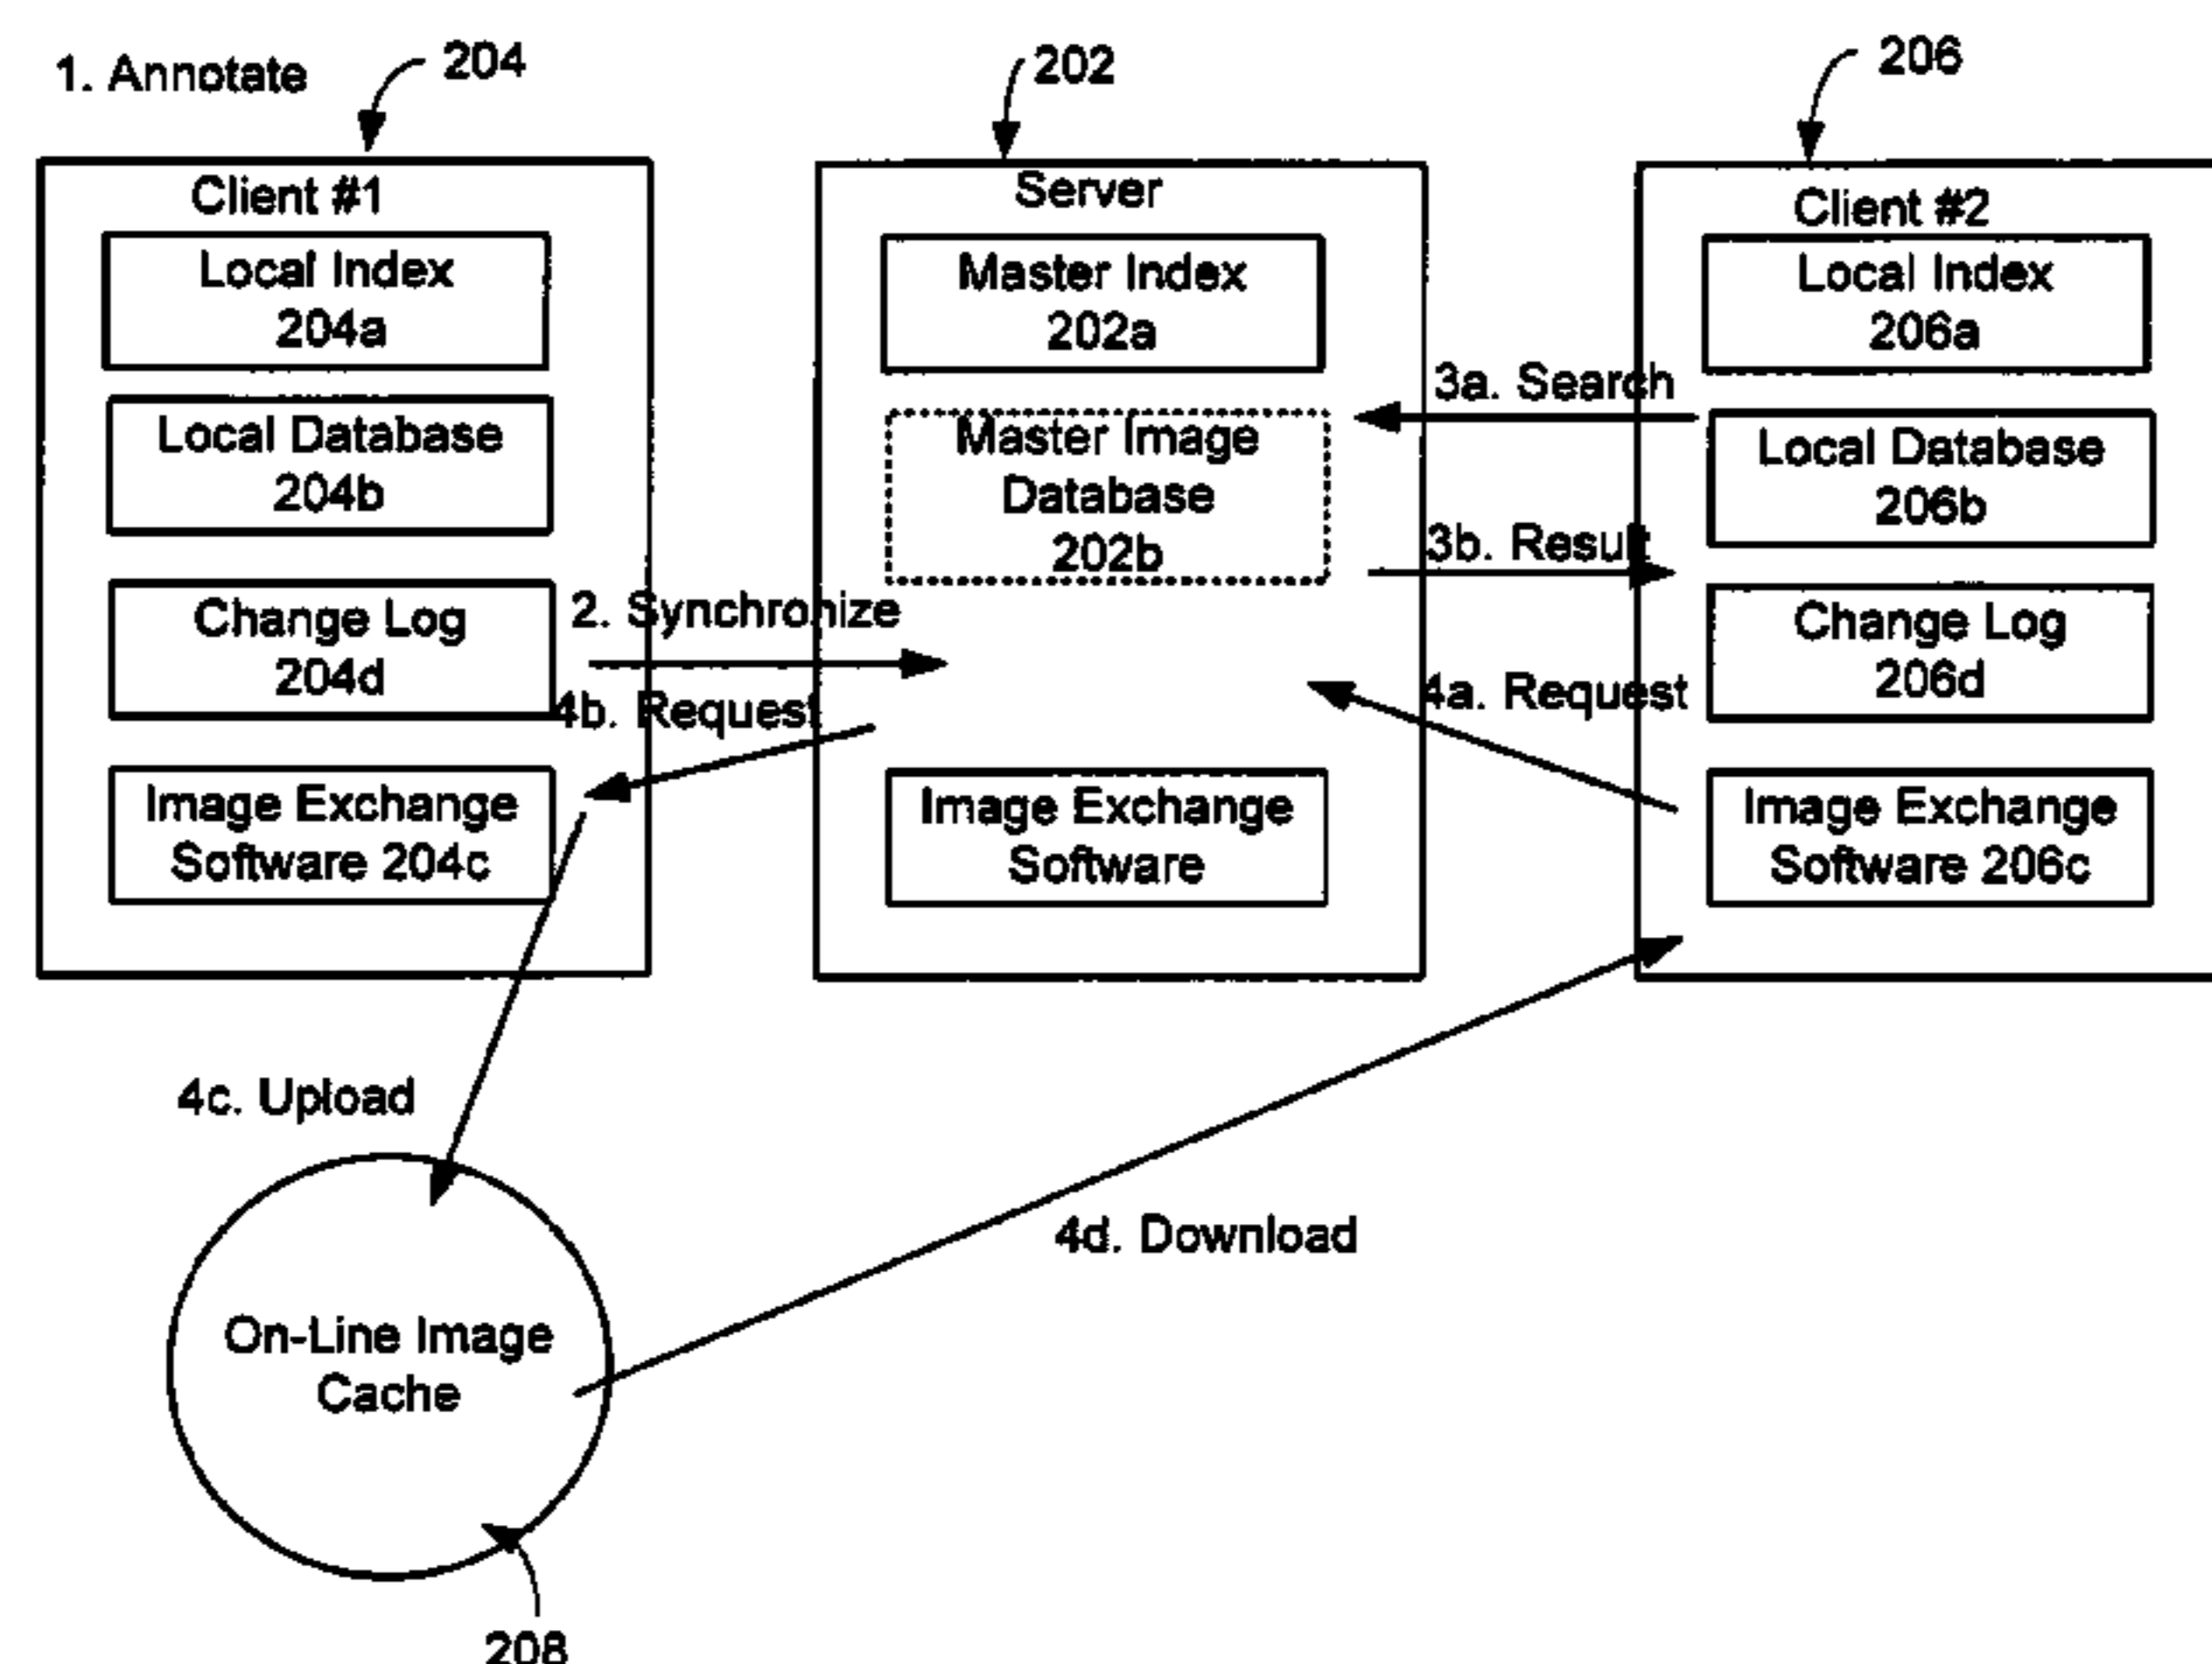 1. Annotate
204
202
206
Client #1
Local Index
204a
Local Database
204b
Change Log
204d
Image Exchange
Software 204c
Server
Master Index
202a
Master Image
Database
202b
Image Exchange
Software
Client #2
Local Index
206a
Local Database
206b
Change Log
206d
Image Exchange
Software 206c
2. Synchronize
3a. Search
3b. Result
4a. Request
4b. Request
4c. Upload
4d. Download
On-Line Image
Cache
208